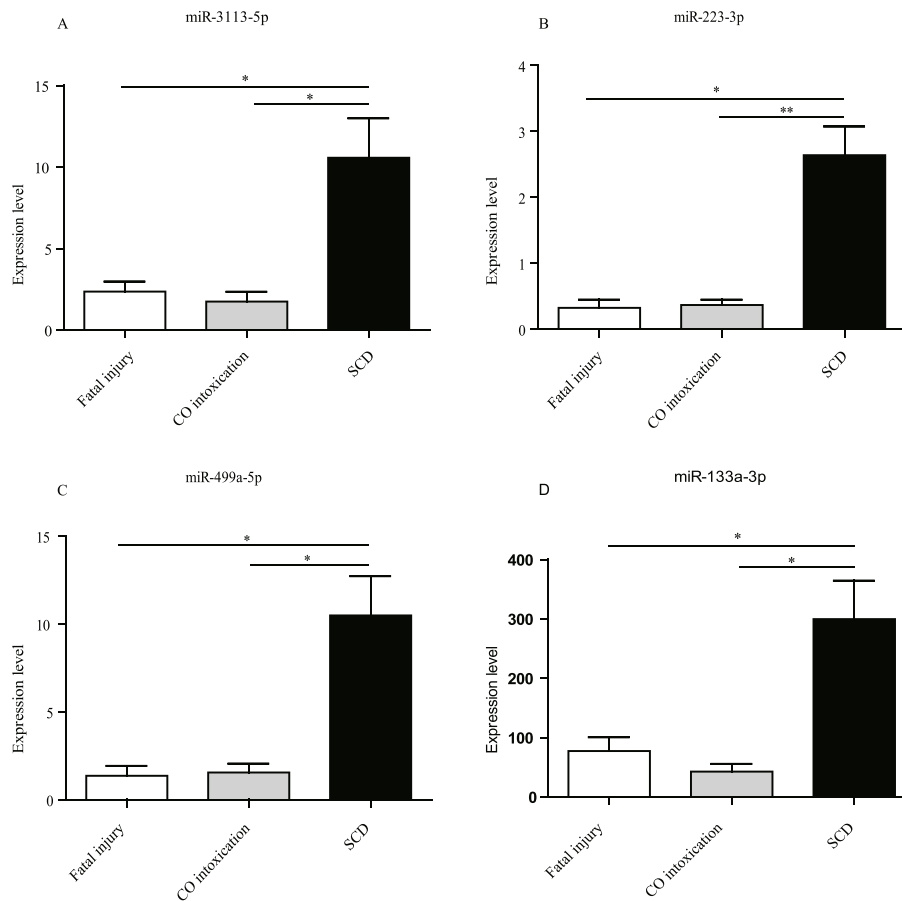 A
miR-3113-5p
Expression level
15
10
5
0
*
*
Fatal injury
CO intoxication
SCD
B
miR-223-3p
Expression level
4
3
2
1
0
*
**
Fatal injury
CO intoxication
SCD
C
miR-499a-5p
Expression level
15
10
5
0
*
*
Fatal injury
CO intoxication
SCD
D
miR-133a-3p
Expression level
400
300
200
100
0
*
*
Fatal injury
CO intoxication
SCD